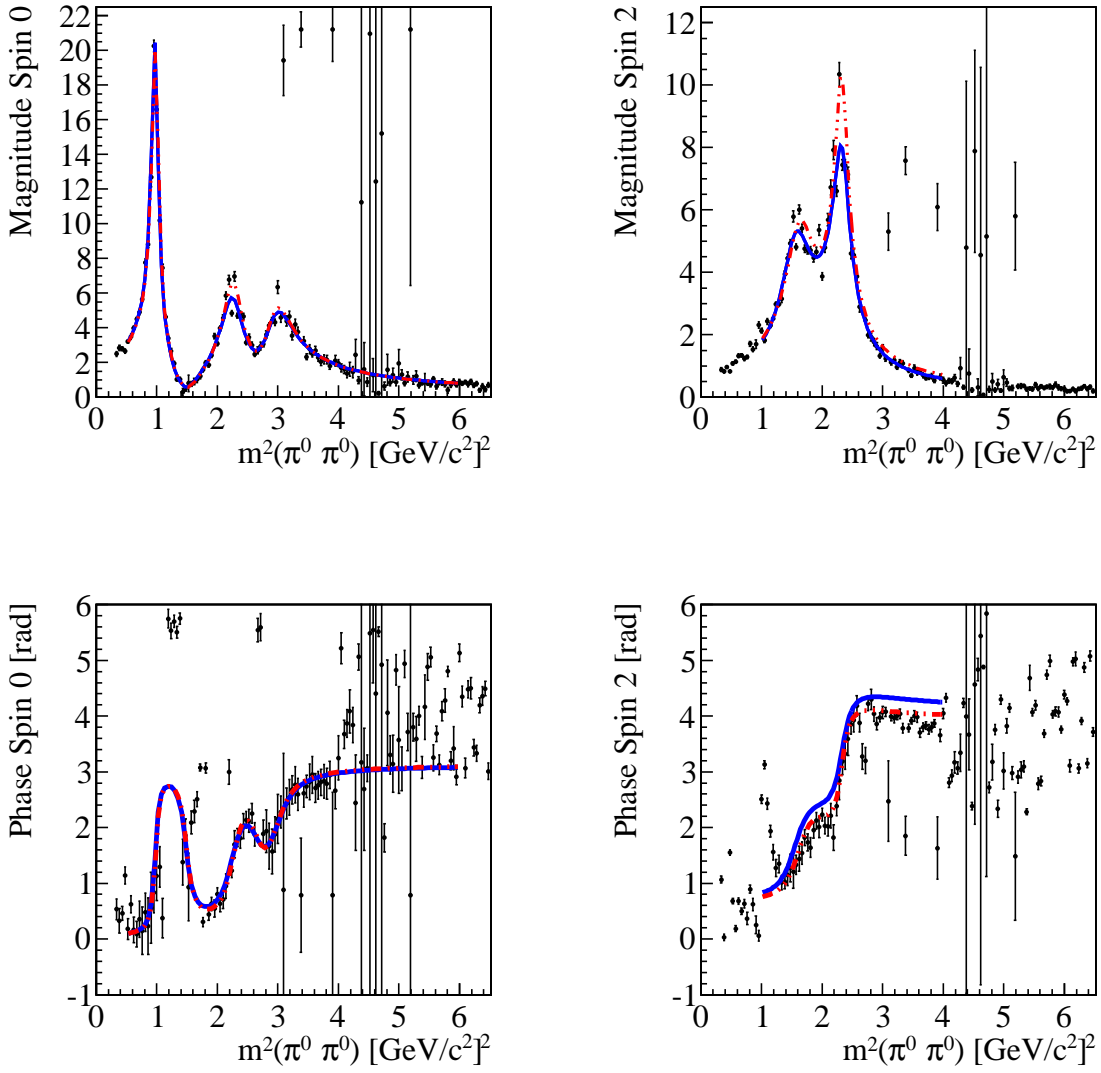 Magnitude Spin 0
22
20
18
16
14
12
10
8
6
4
2
0
0 1 2 3 4 5 6
m²(π⁰ π⁰) [GeV/c²]²
Magnitude Spin 2
12
10
8
6
4
2
0
0 1 2 3 4 5 6
m²(π⁰ π⁰) [GeV/c²]²
Phase Spin 0 [rad]
6
5
4
3
2
1
0
-1
0 1 2 3 4 5 6
m²(π⁰ π⁰) [GeV/c²]²
Phase Spin 2 [rad]
6
5
4
3
2
1
0
-1
0 1 2 3 4 5 6
m²(π⁰ π⁰) [GeV/c²]²